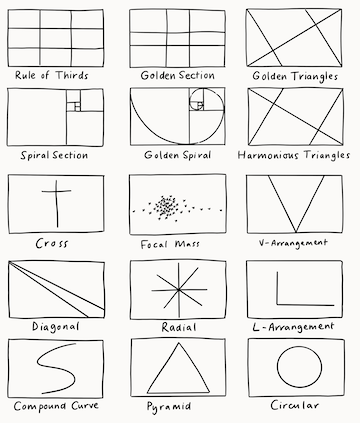 Rule of Thirds
Golden Section
Golden Triangles
Spiral Section
Golden Spiral
Harmonious Triangles
Cross
Focal Mass
V-Arrangement
Diagonal
Radial
L-Arrangement
Compound Curve
Pyramid
Circular